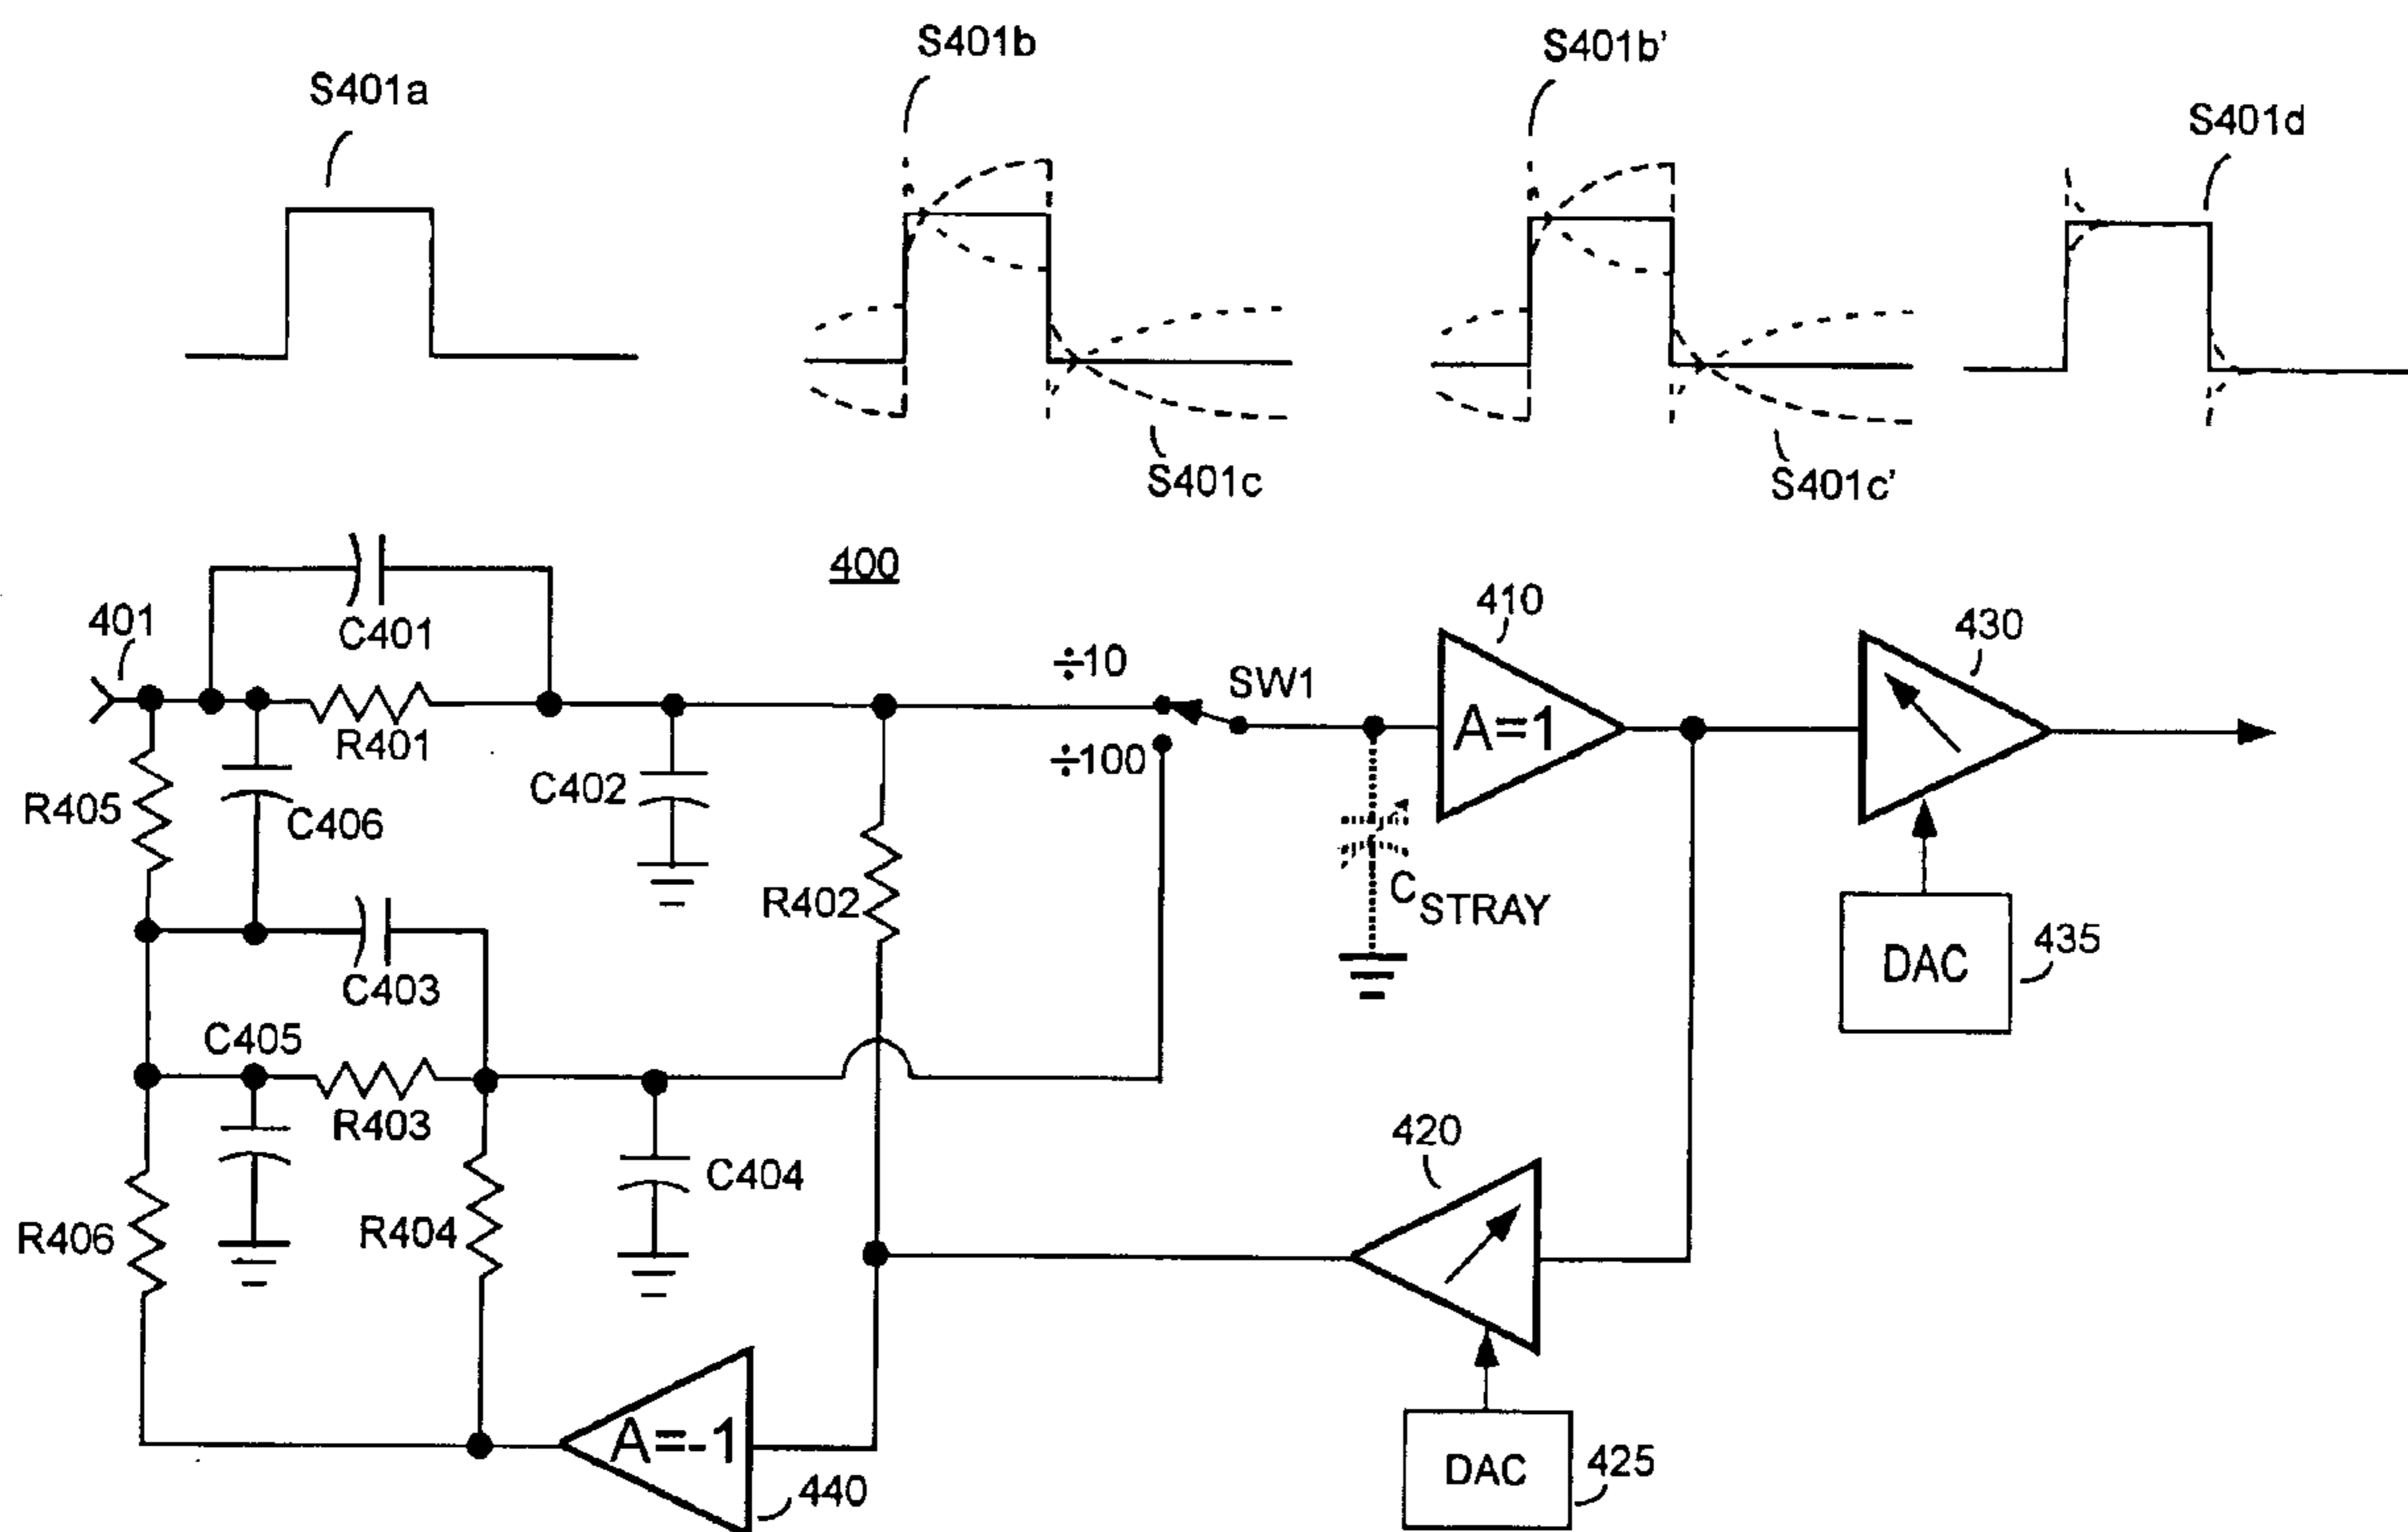 S401a
S401b
S401b'
S401d
S401c
S401c'
400
401
C401
R401
÷10
÷100
SW1
410
A=1
430
R405
C406
C402
R402
CSTRAY
DAC
435
C403
C405
R403
R406
R404
C404
420
A=-1
440
DAC
425